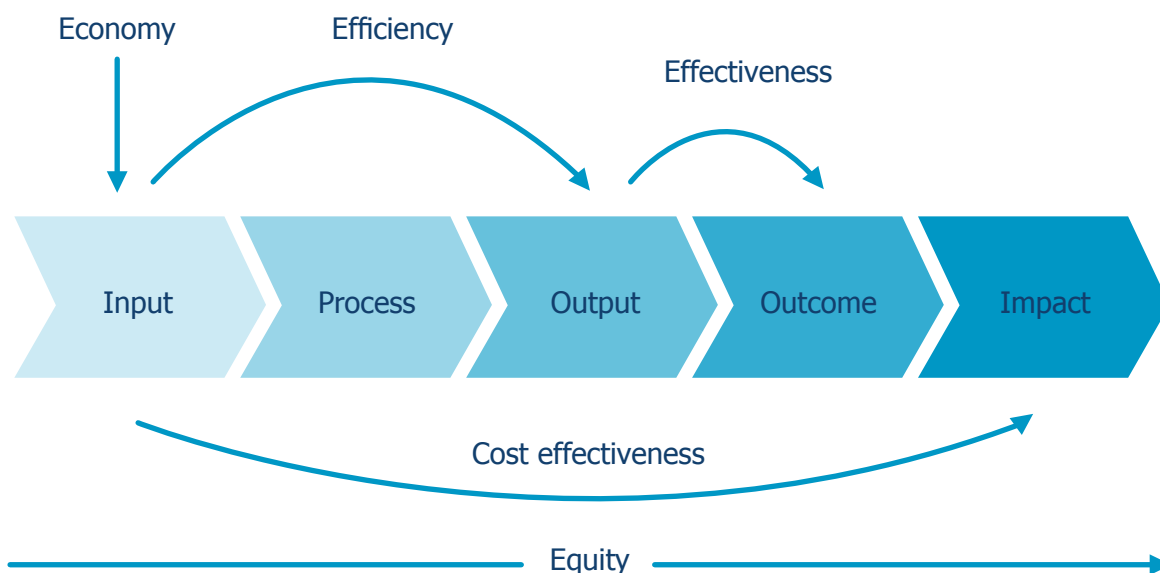 Economy
Efficiency
Effectiveness
Input
Process
Output
Outcome
Impact
Cost effectiveness
Equity